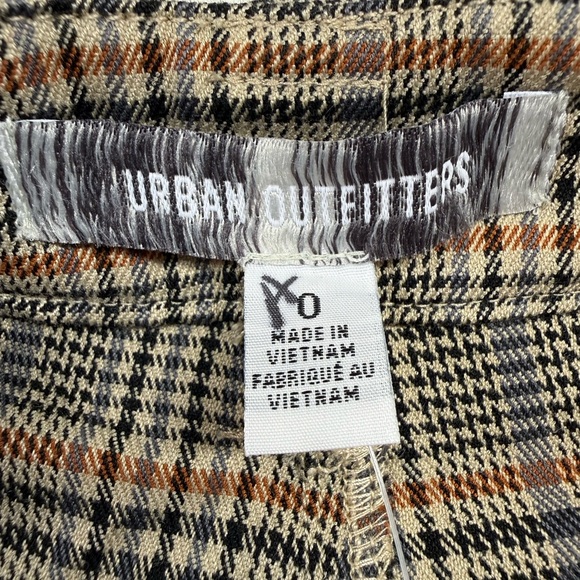 URBAN OUTFITTERS
0
MADE IN
VIETNAM
FABRIQUÉ AU
VIETNAM